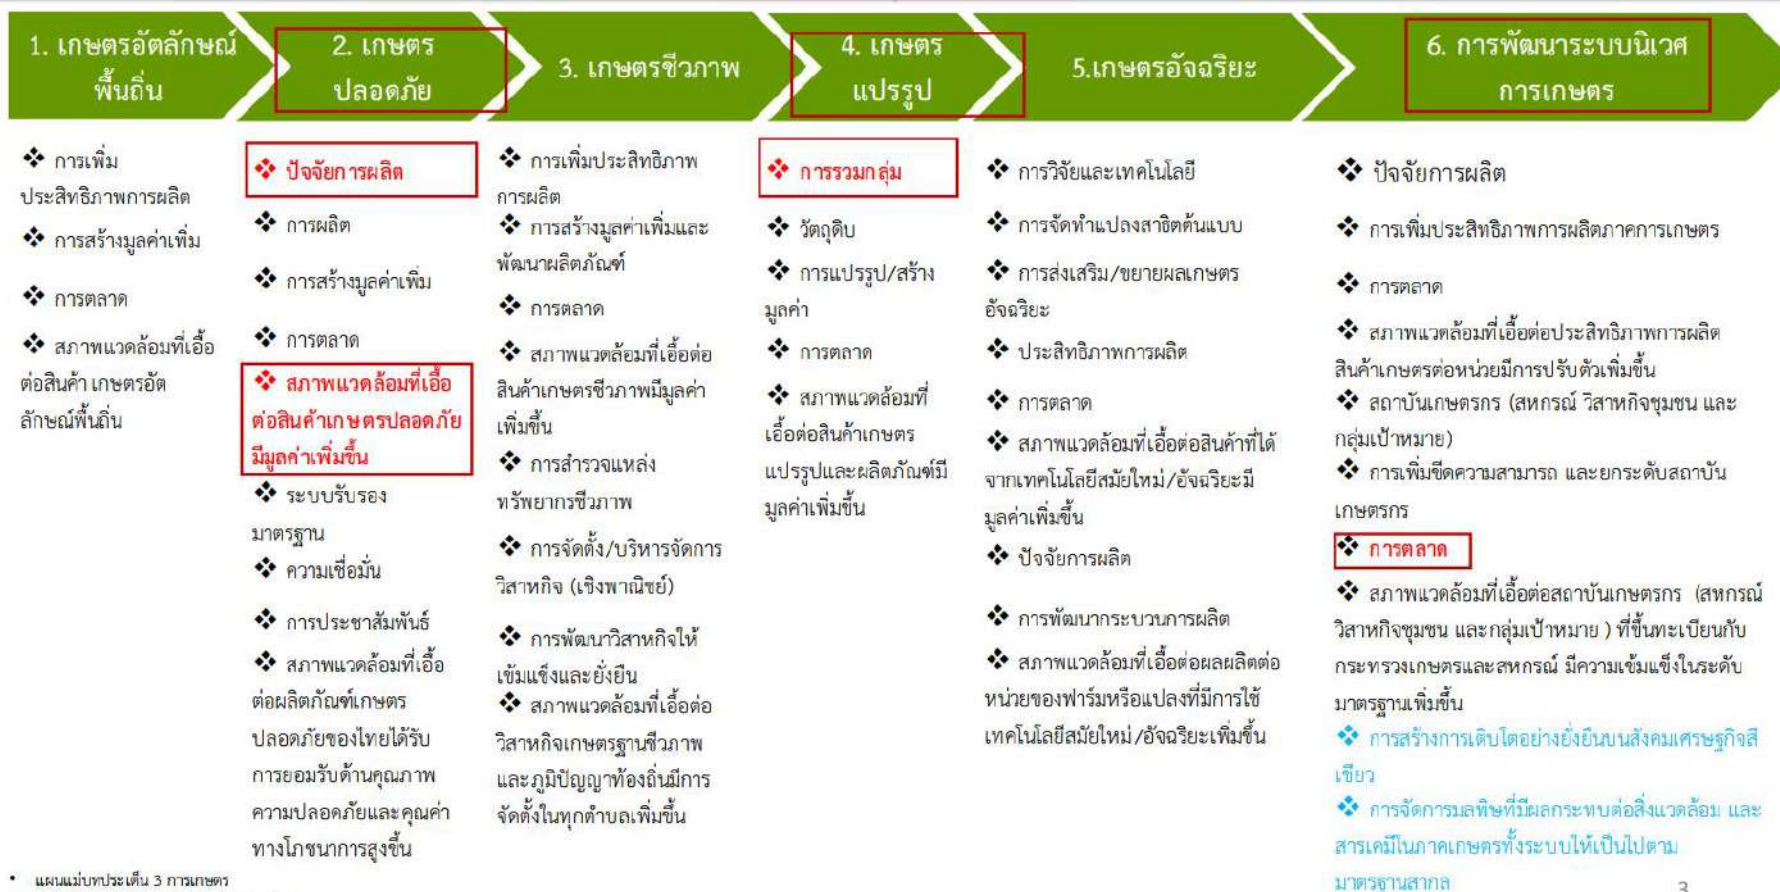 1. เกษตรอัตลักษณ์
พื้นถิ่น
2. เกษตร
ปลอดภัย
3. เกษตรชีวภาพ
4. เกษตร
แปรรูป
5.เกษตรอัจฉริยะ
6. การพัฒนาระบบนิเวศ
การเกษตร
❖ การเพิ่ม
ประสิทธิภาพการผลิต
❖ การสร้างมูลค่าเพิ่ม
❖ การตลาด
❖ สภาพแวดล้อมที่เอื้อ
ต่อสินค้า เกษตรอัต
ลักษณ์พื้นถิ่น
❖ ปัจจัยการผลิต
❖ การผลิต
❖ การสร้างมูลค่าเพิ่ม
❖ การตลาด
❖ สภาพแวดล้อมที่เอื้อ
ต่อสินค้าเกษตรปลอดภัย
มีมูลค่าเพิ่มขึ้น
❖ ระบบรับรอง
มาตรฐาน
❖ ความเชื่อมั่น
❖ การประชาสัมพันธ์
❖ สภาพแวดล้อมที่เอื้อ
ต่อผลิตภัณฑ์เกษตร
ปลอดภัยของไทยได้รับ
การยอมรับด้านคุณภาพ
ความปลอดภัยและคุณค่า
ทางโภชนาการสูงขึ้น
❖ การเพิ่มประสิทธิภาพ
การผลิต
❖ การสร้างมูลค่าเพิ่มและ
พัฒนาผลิตภัณฑ์
❖ การตลาด
❖ สภาพแวดล้อมที่เอื้อต่อ
สินค้าเกษตรชีวภาพมีมูลค่า
เพิ่มขึ้น
❖ การสำรวจแหล่ง
ทรัพยากรชีวภาพ
❖ การจัดตั้ง/บริหารจัดการ
วิสาหกิจ (เชิงพาณิชย์)
❖ การพัฒนาวิสาหกิจให้
เข้มแข็งและยั่งยืน
❖ สภาพแวดล้อมที่เอื้อต่อ
วิสาหกิจเกษตรฐานชีวภาพ
และภูมิปัญญาท้องถิ่นมีการ
จัดตั้งในทุกตำบลเพิ่มขึ้น
❖ การรวมกลุ่ม
❖ วัตถุดิบ
❖ การแปรรูป/สร้าง
มูลค่า
❖ การตลาด
❖ สภาพแวดล้อมที่
เอื้อต่อสินค้าเกษตร
แปรรูปและผลิตภัณฑ์มี
มูลค่าเพิ่มขึ้น
❖ การวิจัยและเทคโนโลยี
❖ การจัดทำแปลงสาธิตต้นแบบ
❖ การส่งเสริม/ขยายผลเกษตร
อัจฉริยะ
❖ ประสิทธิภาพการผลิต
❖ การตลาด
❖ สภาพแวดล้อมที่เอื้อต่อสินค้าที่ได้
จากเทคโนโลยีสมัยใหม่/อัจฉริยะมี
มูลค่าเพิ่มขึ้น
❖ ปัจจัยการผลิต
❖ การพัฒนากระบวนการผลิต
❖ สภาพแวดล้อมที่เอื้อต่อผลผลิตต่อ
หน่วยของฟาร์มหรือแปลงที่มีการใช้
เทคโนโลยีสมัยใหม่/อัจฉริยะเพิ่มขึ้น
❖ ปัจจัยการผลิต
❖ การเพิ่มประสิทธิภาพการผลิตภาคการเกษตร
❖ การตลาด
❖ สภาพแวดล้อมที่เอื้อต่อประสิทธิภาพการผลิต
สินค้าเกษตรต่อหน่วยมีการปรับตัวเพิ่มขึ้น
❖ สถาบันเกษตรกร (สหกรณ์ วิสาหกิจชุมชน และ
กลุ่มเป้าหมาย)
❖ การเพิ่มขีดความสามารถ และยกระดับสถาบัน
เกษตรกร
❖ การตลาด
❖ สภาพแวดล้อมที่เอื้อต่อสถาบันเกษตรกร (สหกรณ์
วิสาหกิจชุมชน และกลุ่มเป้าหมาย ) ที่ขึ้นทะเบียนกับ
กระทรวงเกษตรและสหกรณ์ มีความเข้มแข็งในระดับ
มาตรฐานเพิ่มขึ้น
❖ การสร้างการเติบโตอย่างยั่งยืนบนสังคมเศรษฐกิจสี
เขียว
❖ การจัดการมลพิษที่มีผลกระทบต่อสิ่งแวดล้อม และ
สารเคมีในภาคเกษตรทั้งระบบให้เป็นไปตาม
มาตรฐานสากล
• แผนแม่บทประเด็น 3 การเกษตร
3